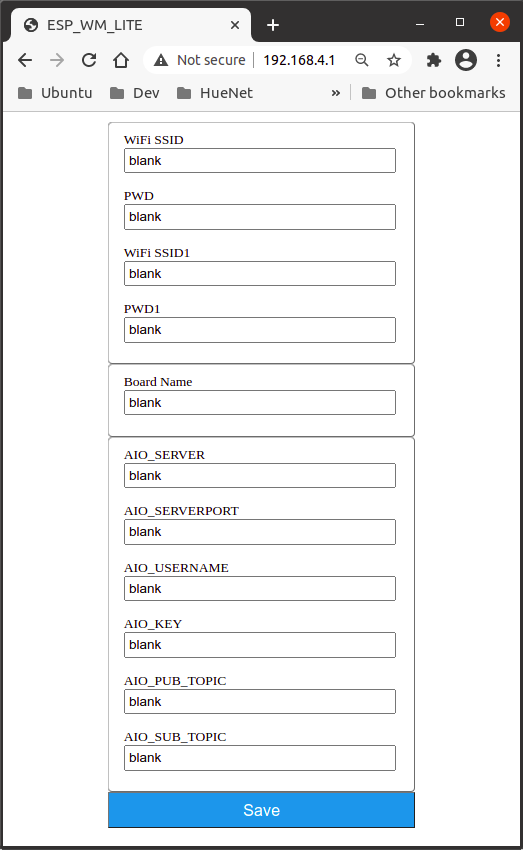 ESP_WM_LITE
Not secure 192.168.4.1
Ubuntu Dev HueNet » Other bookmarks
WiFi SSID
blank
PWD
blank
WiFi SSID1
blank
PWD1
blank
Board Name
blank
AIO_SERVER
blank
AIO_SERVERPORT
blank
AIO_USERNAME
blank
AIO_KEY
blank
AIO_PUB_TOPIC
blank
AIO_SUB_TOPIC
blank
Save